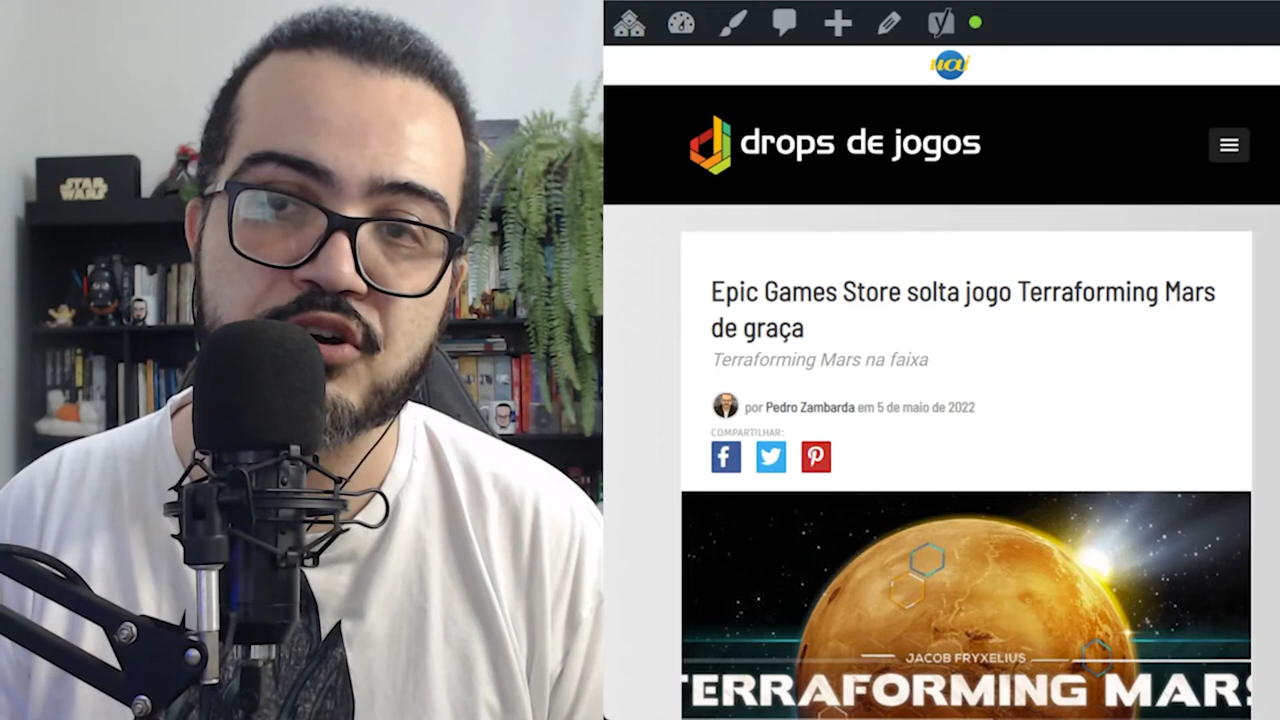 STAR
WARS
uai
drops de jogos
Epic Games Store solta jogo Terraforming Mars
de graça
Terraforming Mars na faixa
por Pedro Zambarda em 5 de maio de 2022
COMPARTILHAR:
JACOB FRYXELIUS
TERRAFORMING MARS